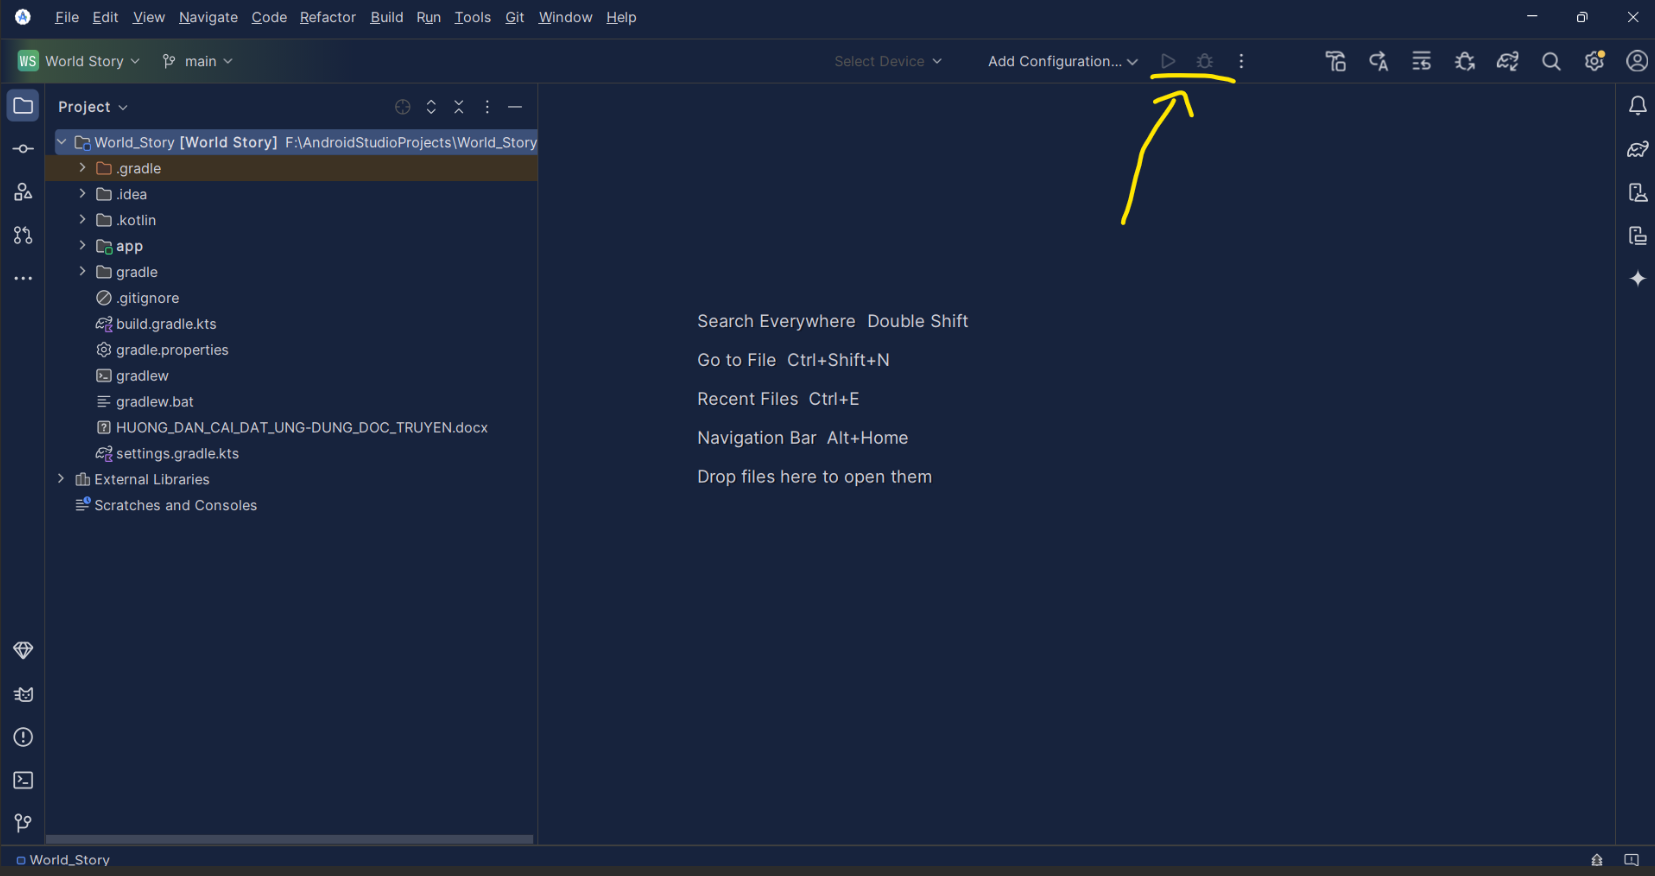 File Edit View Navigate Code Refactor Build Run Tools Git Window Help
WS World Story main Select Device Add Configuration...
Project
World_Story [World Story] F:\AndroidStudioProjects\World_Story
.gradle
.idea
.kotlin
app
gradle
.gitignore
build.gradle.kts
gradle.properties
gradlew
gradlew.bat
HUONG_DAN_CAI_DAT_UNG-DUNG_DOC_TRUYEN.docx
settings.gradle.kts
External Libraries
Scratches and Consoles
Search Everywhere Double Shift
Go to File Ctrl+Shift+N
Recent Files Ctrl+E
Navigation Bar Alt+Home
Drop files here to open them
World_Story